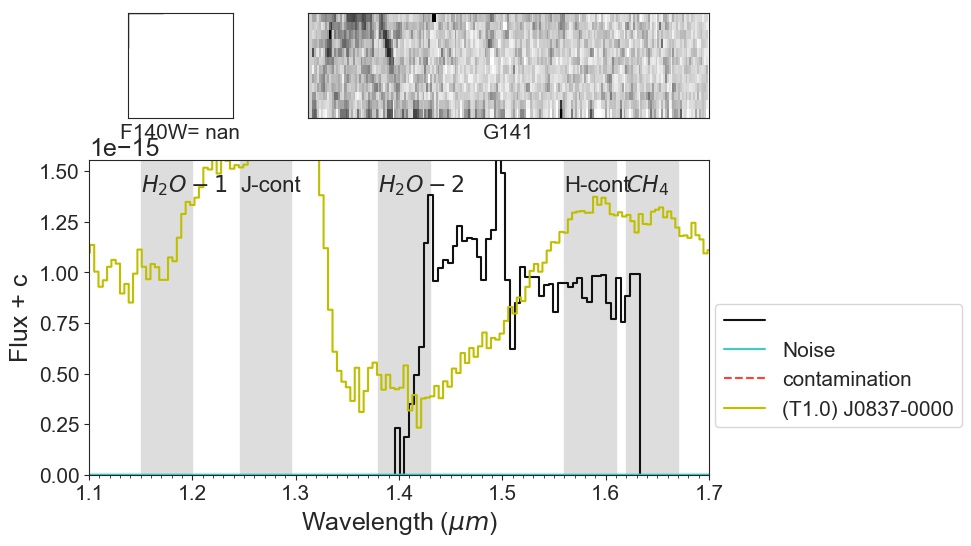 F140W= nan
G141
1e−15
H₂O − 1 J-cont H₂O − 2 H-cont CH₄
1.50
1.25
1.00
0.75
0.50
0.25
0.00
Flux + c
1.1 1.2 1.3 1.4 1.5 1.6 1.7
Wavelength (μm)
Noise
contamination
(T1.0) J0837-0000